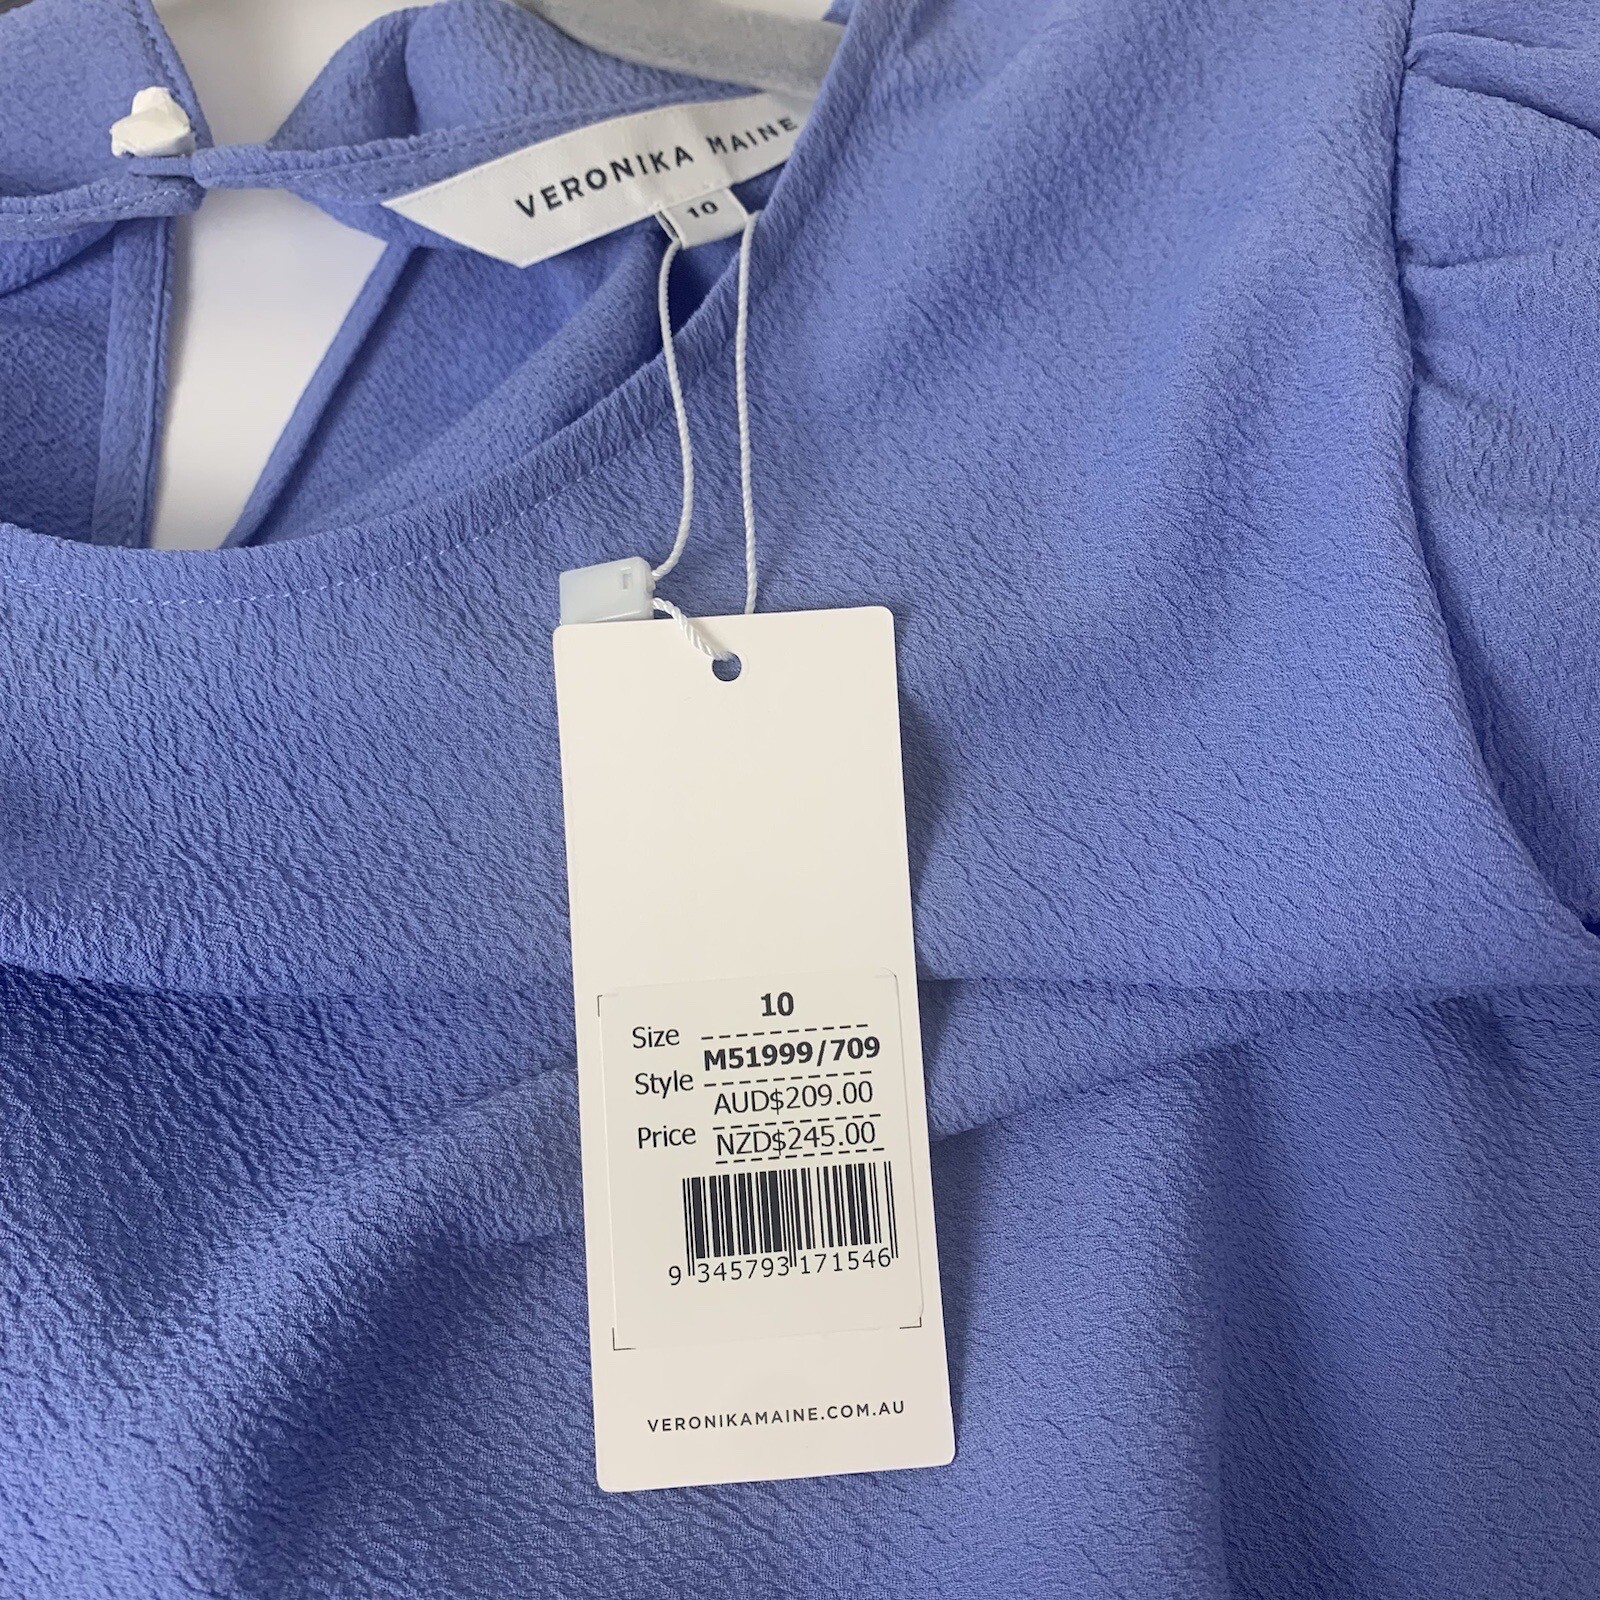 VERONIKA MAINE
10
10
Size
M51999/709
Style
AUD$209.00
Price
NZD$245.00
9 345793 171546
VERONIKAMAINE.COM.AU